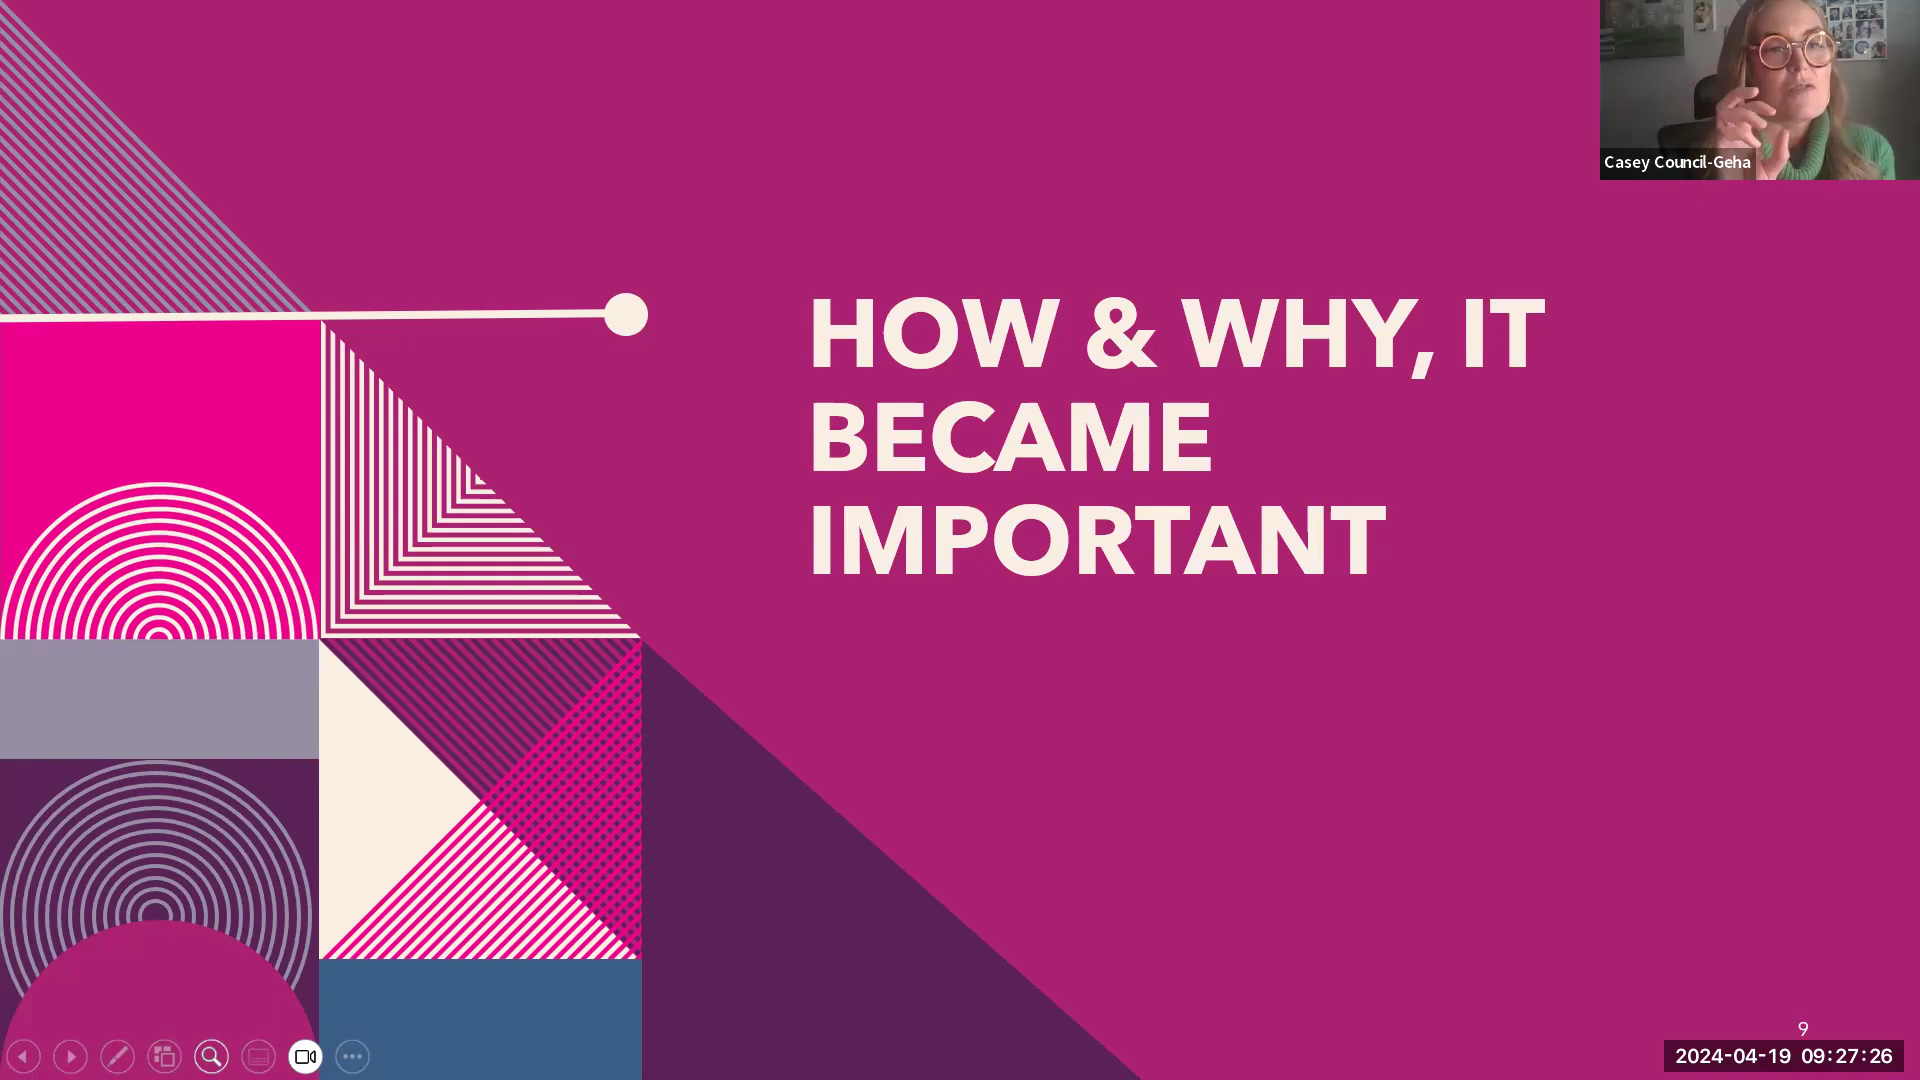 Casey Council-Geha
HOW & WHY, IT
BECAME
IMPORTANT
9
2024-04-19 09:27:26